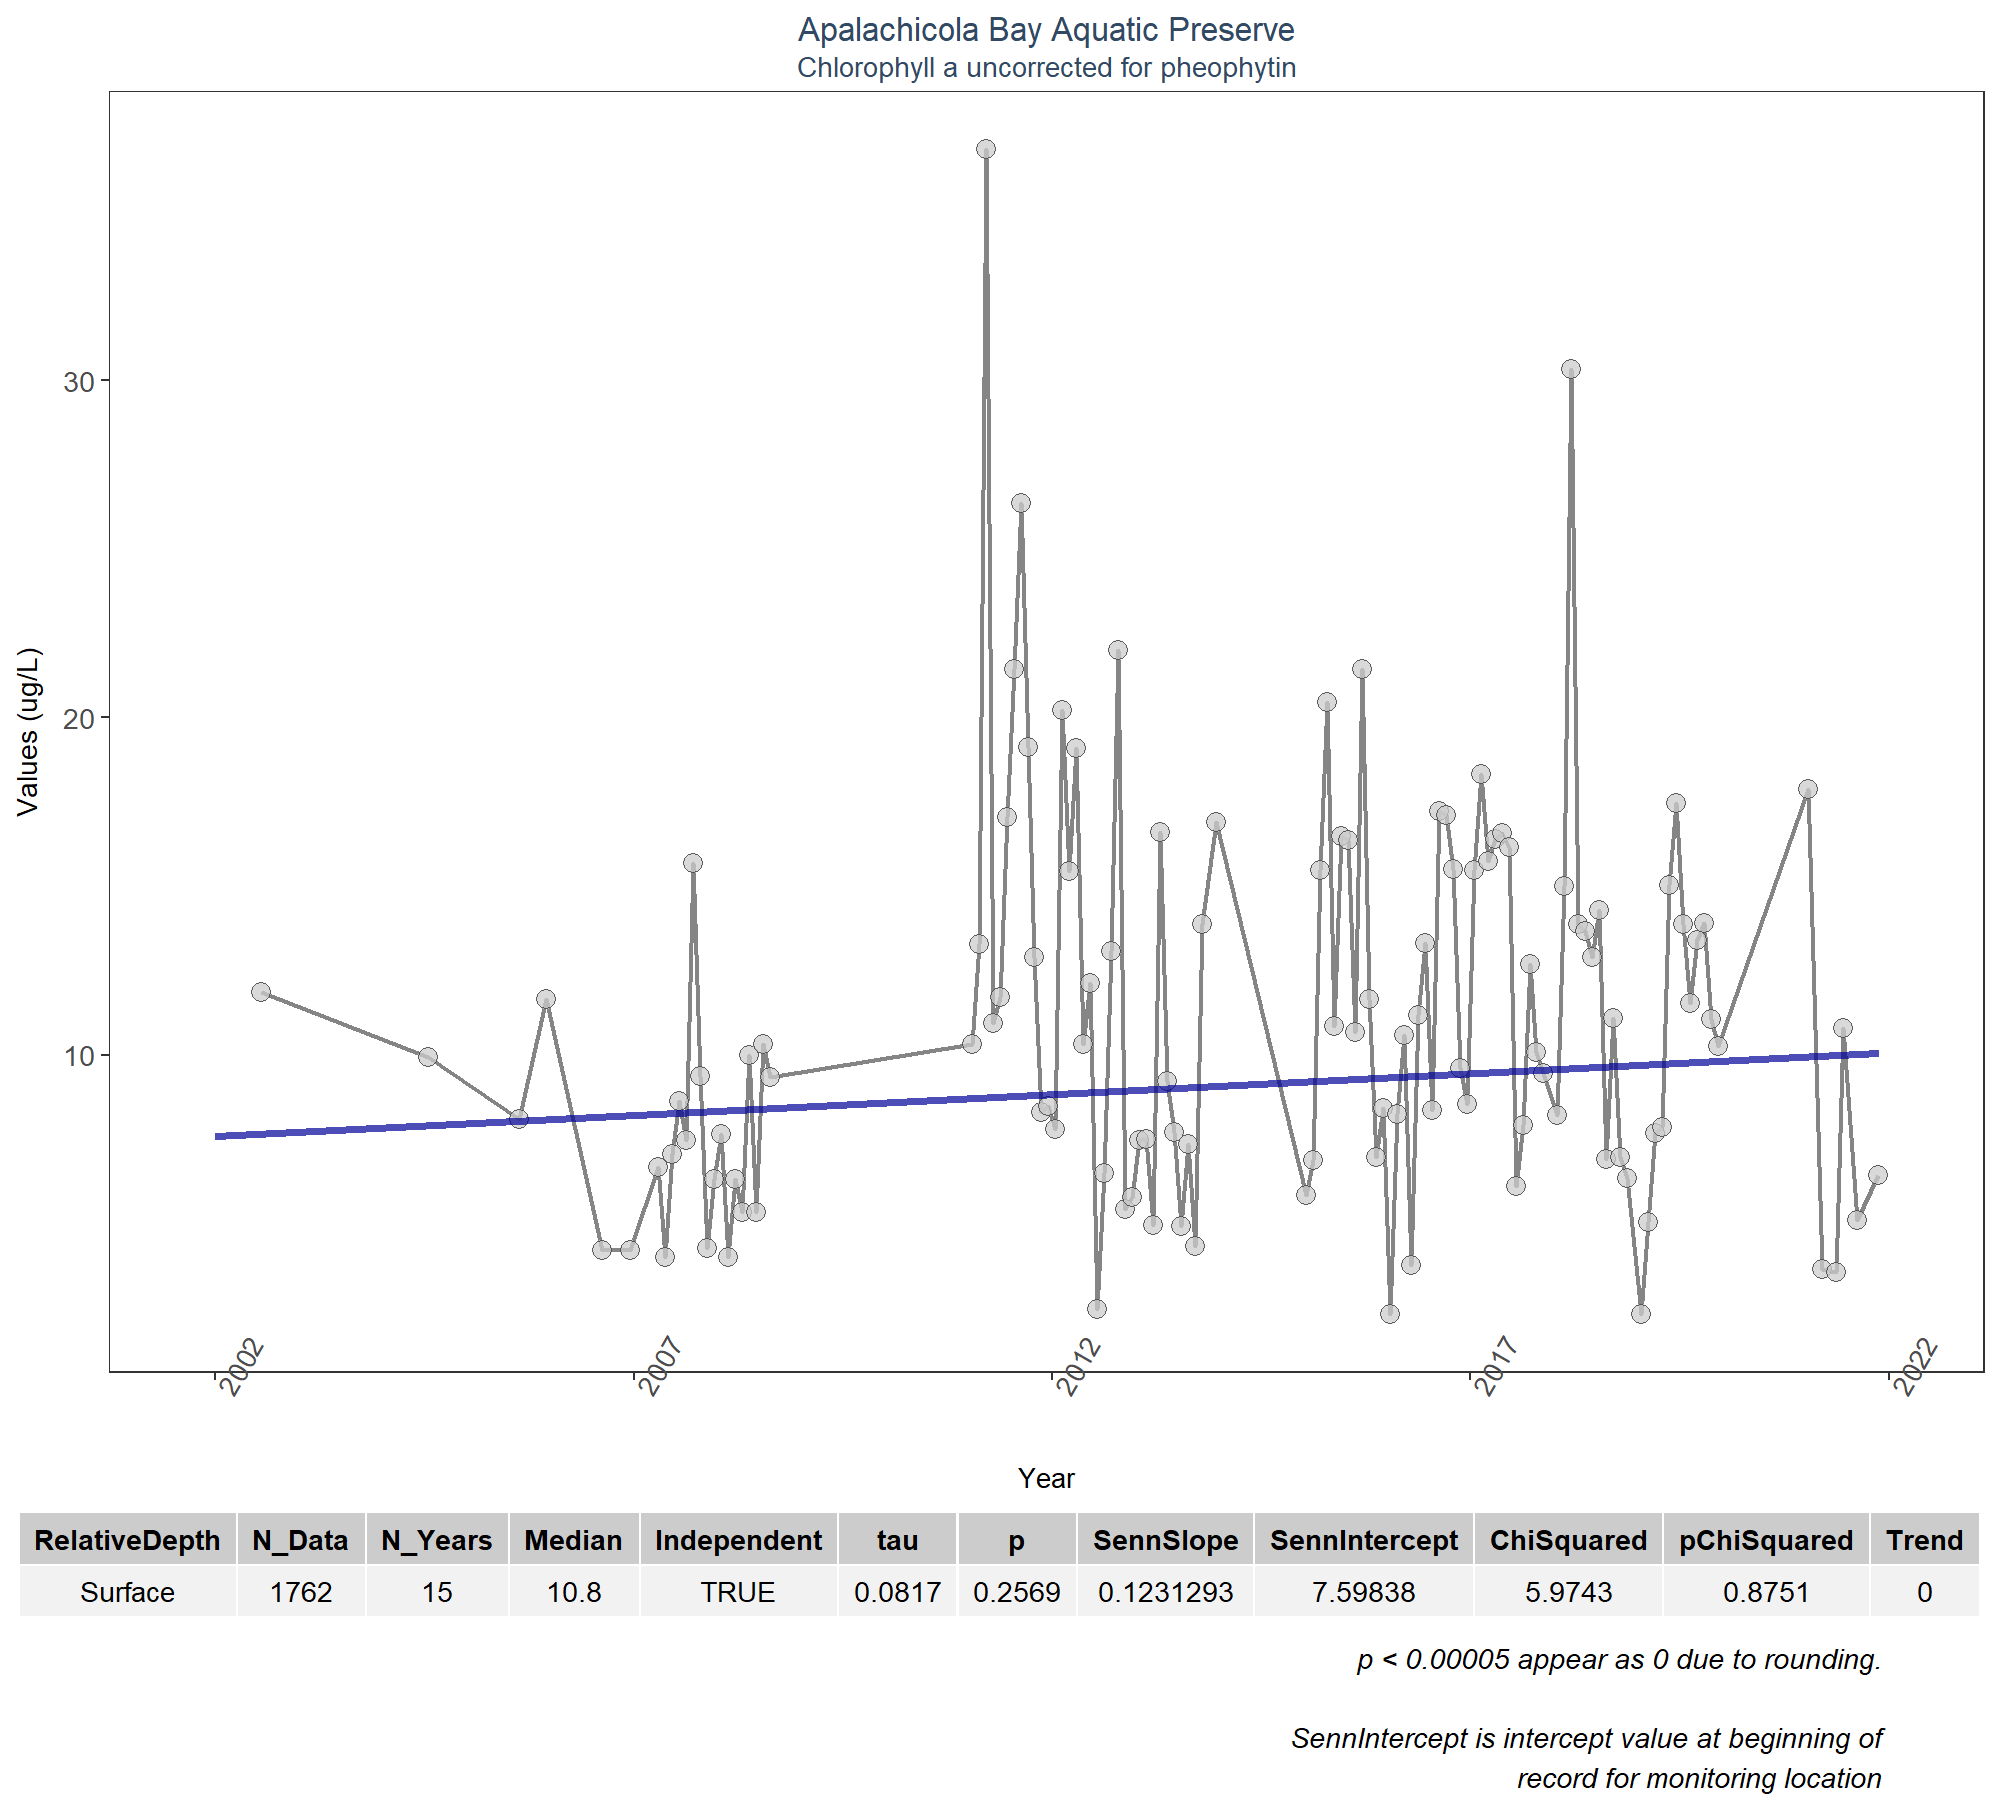 Apalachicola Bay Aquatic Preserve
Chlorophyll a uncorrected for pheophytin
Values (ug/L)
30
20
10
2002 2007 2012 2017 2022
Year
RelativeDepth N_Data N_Years Median Independent tau p SennSlope SennIntercept ChiSquared pChiSquared Trend
Surface 1762 15 10.8 TRUE 0.0817 0.2569 0.1231293 7.59838 5.9743 0.8751 0
p < 0.00005 appear as 0 due to rounding.
SennIntercept is intercept value at beginning of
record for monitoring location